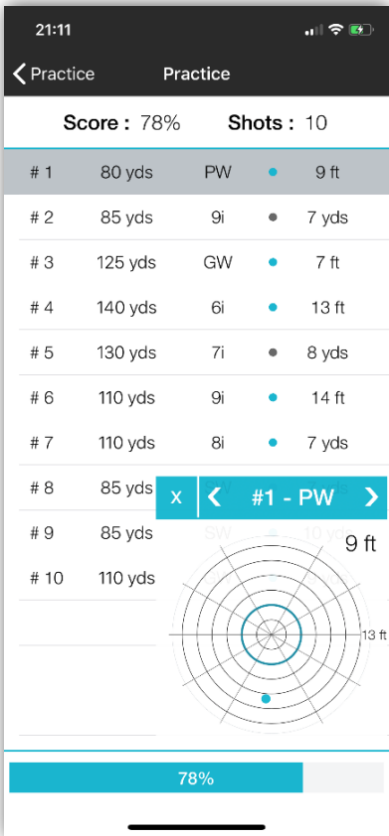 21:11
Practice Practice
Score : 78% Shots : 10
# 1 80 yds PW 9 ft
# 2 85 yds 9i 7 yds
# 3 125 yds GW 7 ft
# 4 140 yds 6i 13 ft
# 5 130 yds 7i 8 yds
# 6 110 yds 9i 14 ft
# 7 110 yds 8i 7 yds
# 8 85 yds
x #1 - PW
# 9 85 yds SW 10 yds
9 ft
# 10 110 yds
13 ft
78%